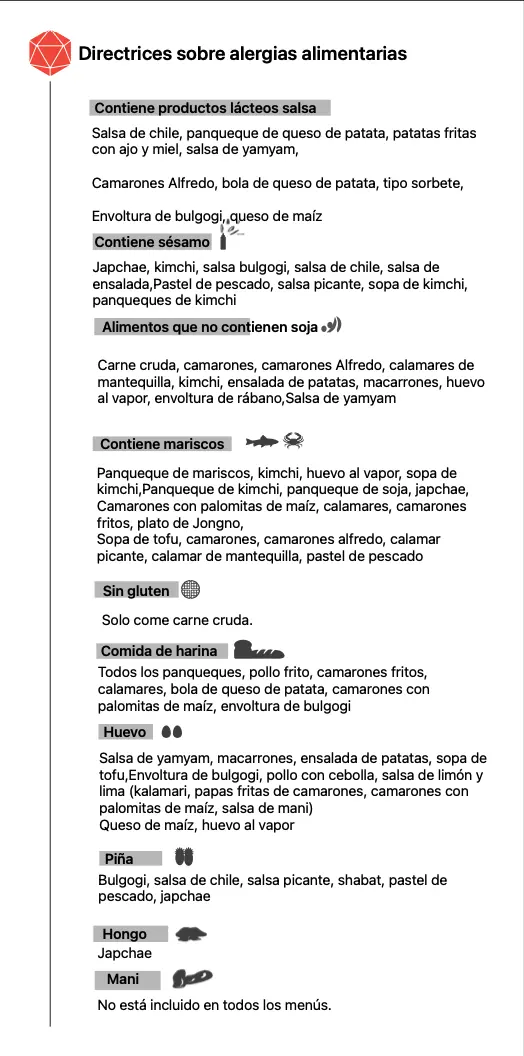 Directrices sobre alergias alimentarias
Contiene productos lácteos salsa
Salsa de chile, panqueque de queso de patata, patatas fritas
con ajo y miel, salsa de yamyam,
Camarones Alfredo, bola de queso de patata, tipo sorbete,
Envoltura de bulgogi, queso de maíz
Contiene sésamo
Japchae, kimchi, salsa bulgogi, salsa de chile, salsa de
ensalada,Pastel de pescado, salsa picante, sopa de kimchi,
panqueques de kimchi
Alimentos que no contienen soja
Carne cruda, camarones, camarones Alfredo, calamares de
mantequilla, kimchi, ensalada de patatas, macarrones, huevo
al vapor, envoltura de rábano,Salsa de yamyam
Contiene mariscos
Panqueque de mariscos, kimchi, huevo al vapor, sopa de
kimchi,Panqueque de kimchi, panqueque de soja, japchae,
Camarones con palomitas de maíz, calamares, camarones
fritos, plato de Jongno,
Sopa de tofu, camarones, camarones alfredo, calamar
picante, calamar de mantequilla, pastel de pescado
Sin gluten
Solo come carne cruda.
Comida de harina
Todos los panqueques, pollo frito, camarones fritos,
calamares, bola de queso de patata, camarones con
palomitas de maíz, envoltura de bulgogi
Huevo
Salsa de yamyam, macarrones, ensalada de patatas, sopa de
tofu,Envoltura de bulgogi, pollo con cebolla, salsa de limón y
lima (kalamari, papas fritas de camarones, camarones con
palomitas de maíz, salsa de mani)
Queso de maíz, huevo al vapor
Piña
Bulgogi, salsa de chile, salsa picante, shabat, pastel de
pescado, japchae
Hongo
Japchae
Mani
No está incluido en todos los menús.